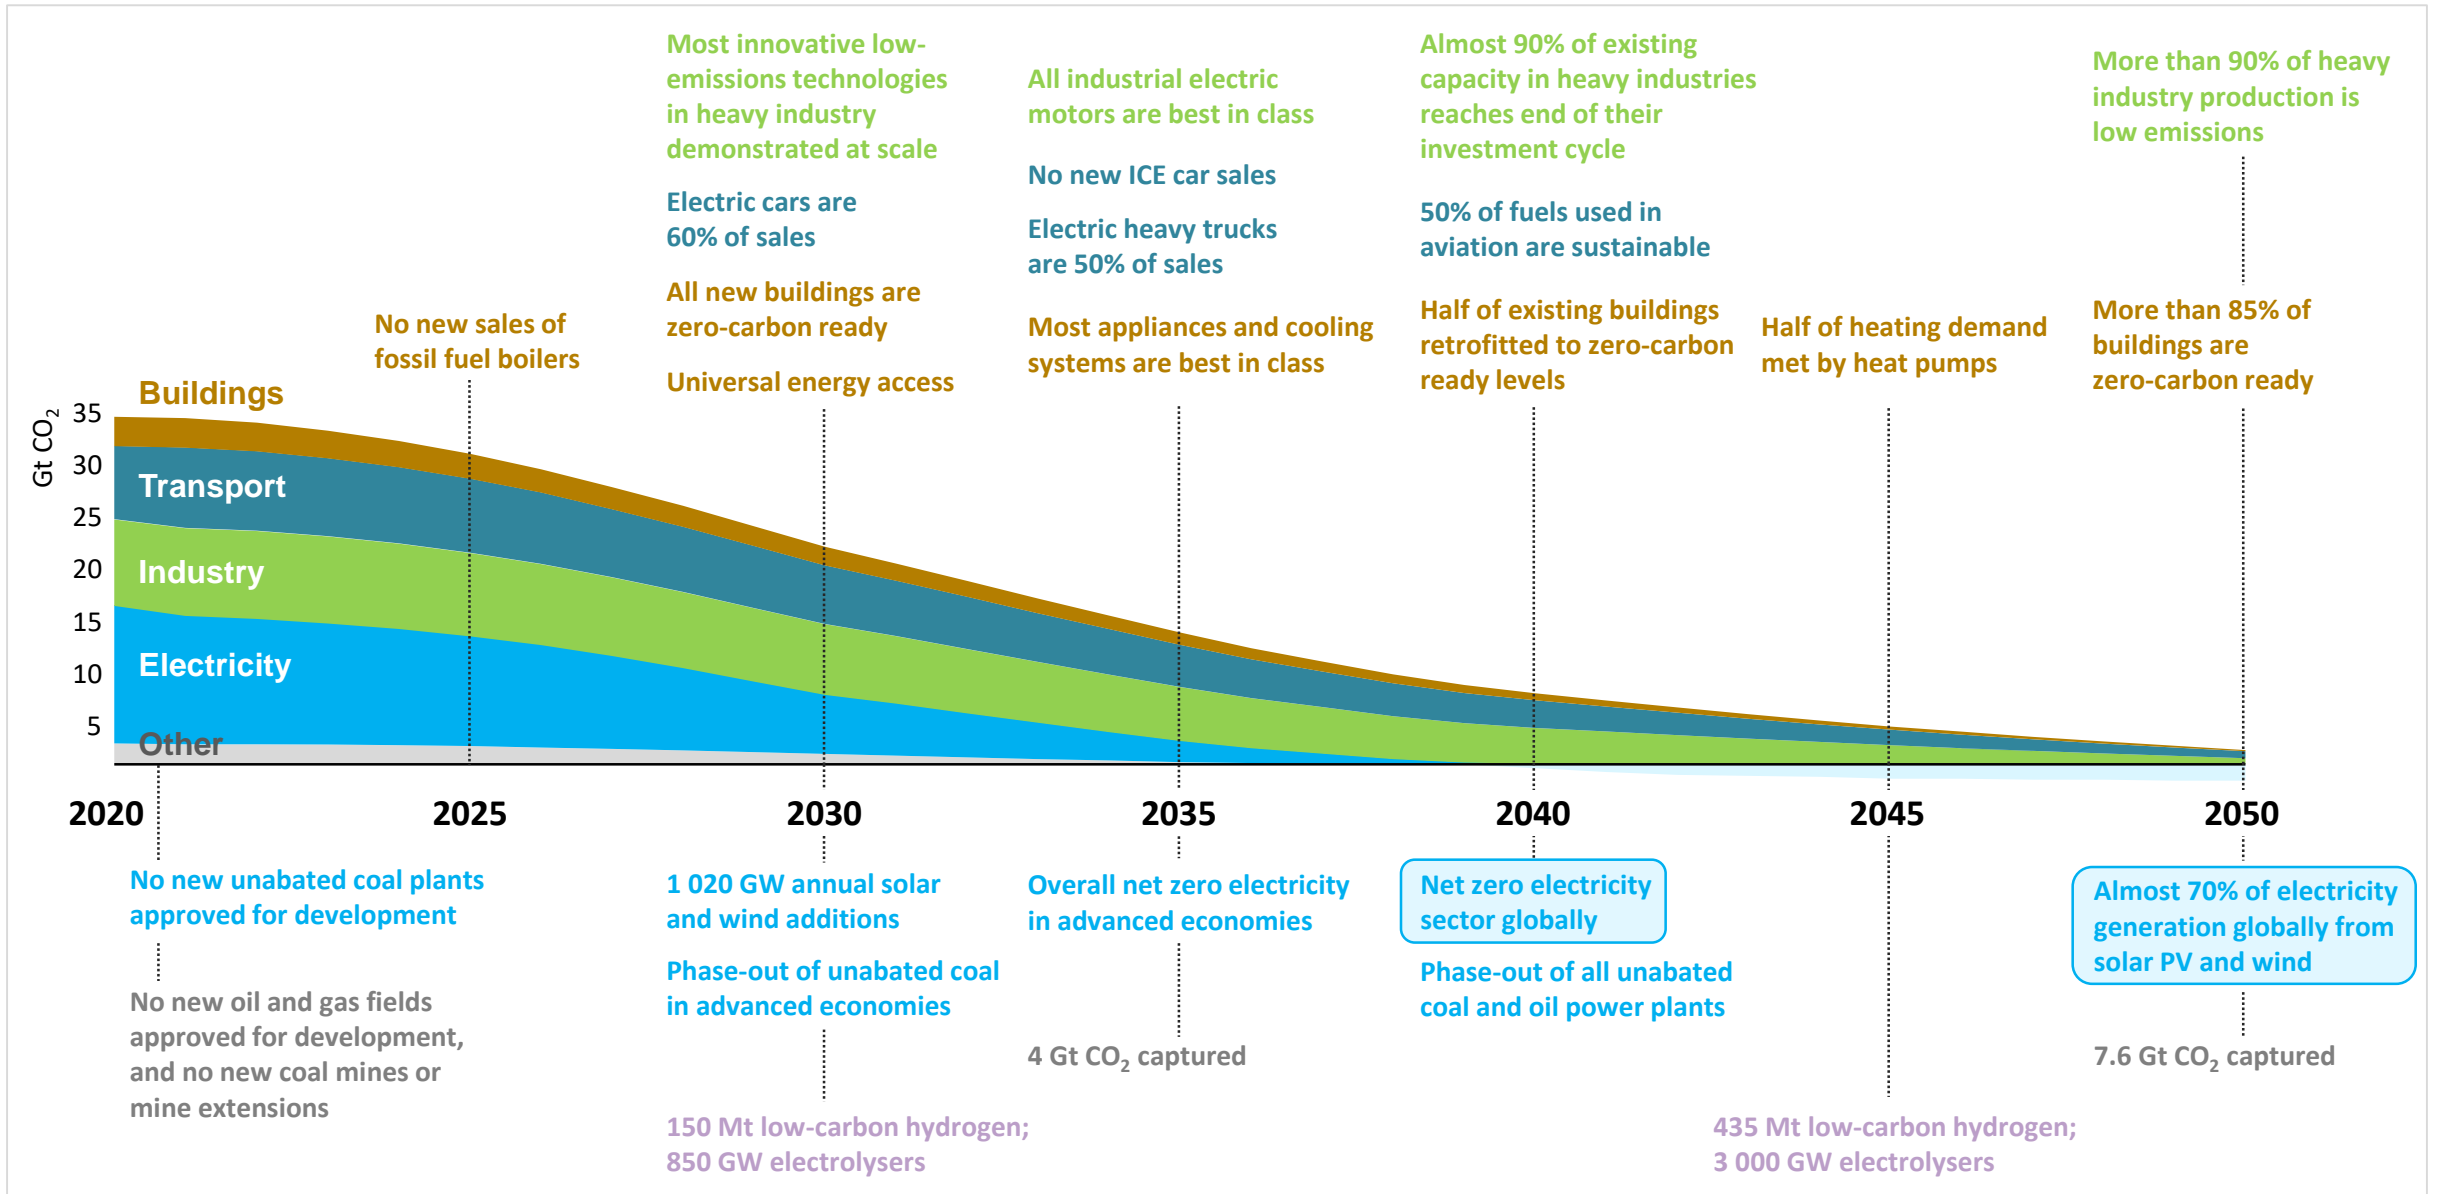 Most innovative low-
emissions technologies
in heavy industry
demonstrated at scale
Electric cars are
60% of sales
All new buildings are
zero-carbon ready
Universal energy access
All industrial electric
motors are best in class
No new ICE car sales
Electric heavy trucks
are 50% of sales
Most appliances and cooling
systems are best in class
Almost 90% of existing
capacity in heavy industries
reaches end of their
investment cycle
50% of fuels used in
aviation are sustainable
Half of existing buildings
retrofitted to zero-carbon
ready levels
Half of heating demand
met by heat pumps
More than 90% of heavy
industry production is
low emissions
More than 85% of
buildings are
zero-carbon ready
No new sales of
fossil fuel boilers
Gt CO₂
35
30
25
20
15
10
5
Buildings
Transport
Industry
Electricity
Other
2020
2025
2030
2035
2040
2045
2050
No new unabated coal plants
approved for development
No new oil and gas fields
approved for development,
and no new coal mines or
mine extensions
1 020 GW annual solar
and wind additions
Phase-out of unabated coal
in advanced economies
150 Mt low-carbon hydrogen;
850 GW electrolysers
Overall net zero electricity
in advanced economies
4 Gt CO₂ captured
Net zero electricity
sector globally
Phase-out of all unabated
coal and oil power plants
435 Mt low-carbon hydrogen;
3 000 GW electrolysers
Almost 70% of electricity
generation globally from
solar PV and wind
7.6 Gt CO₂ captured